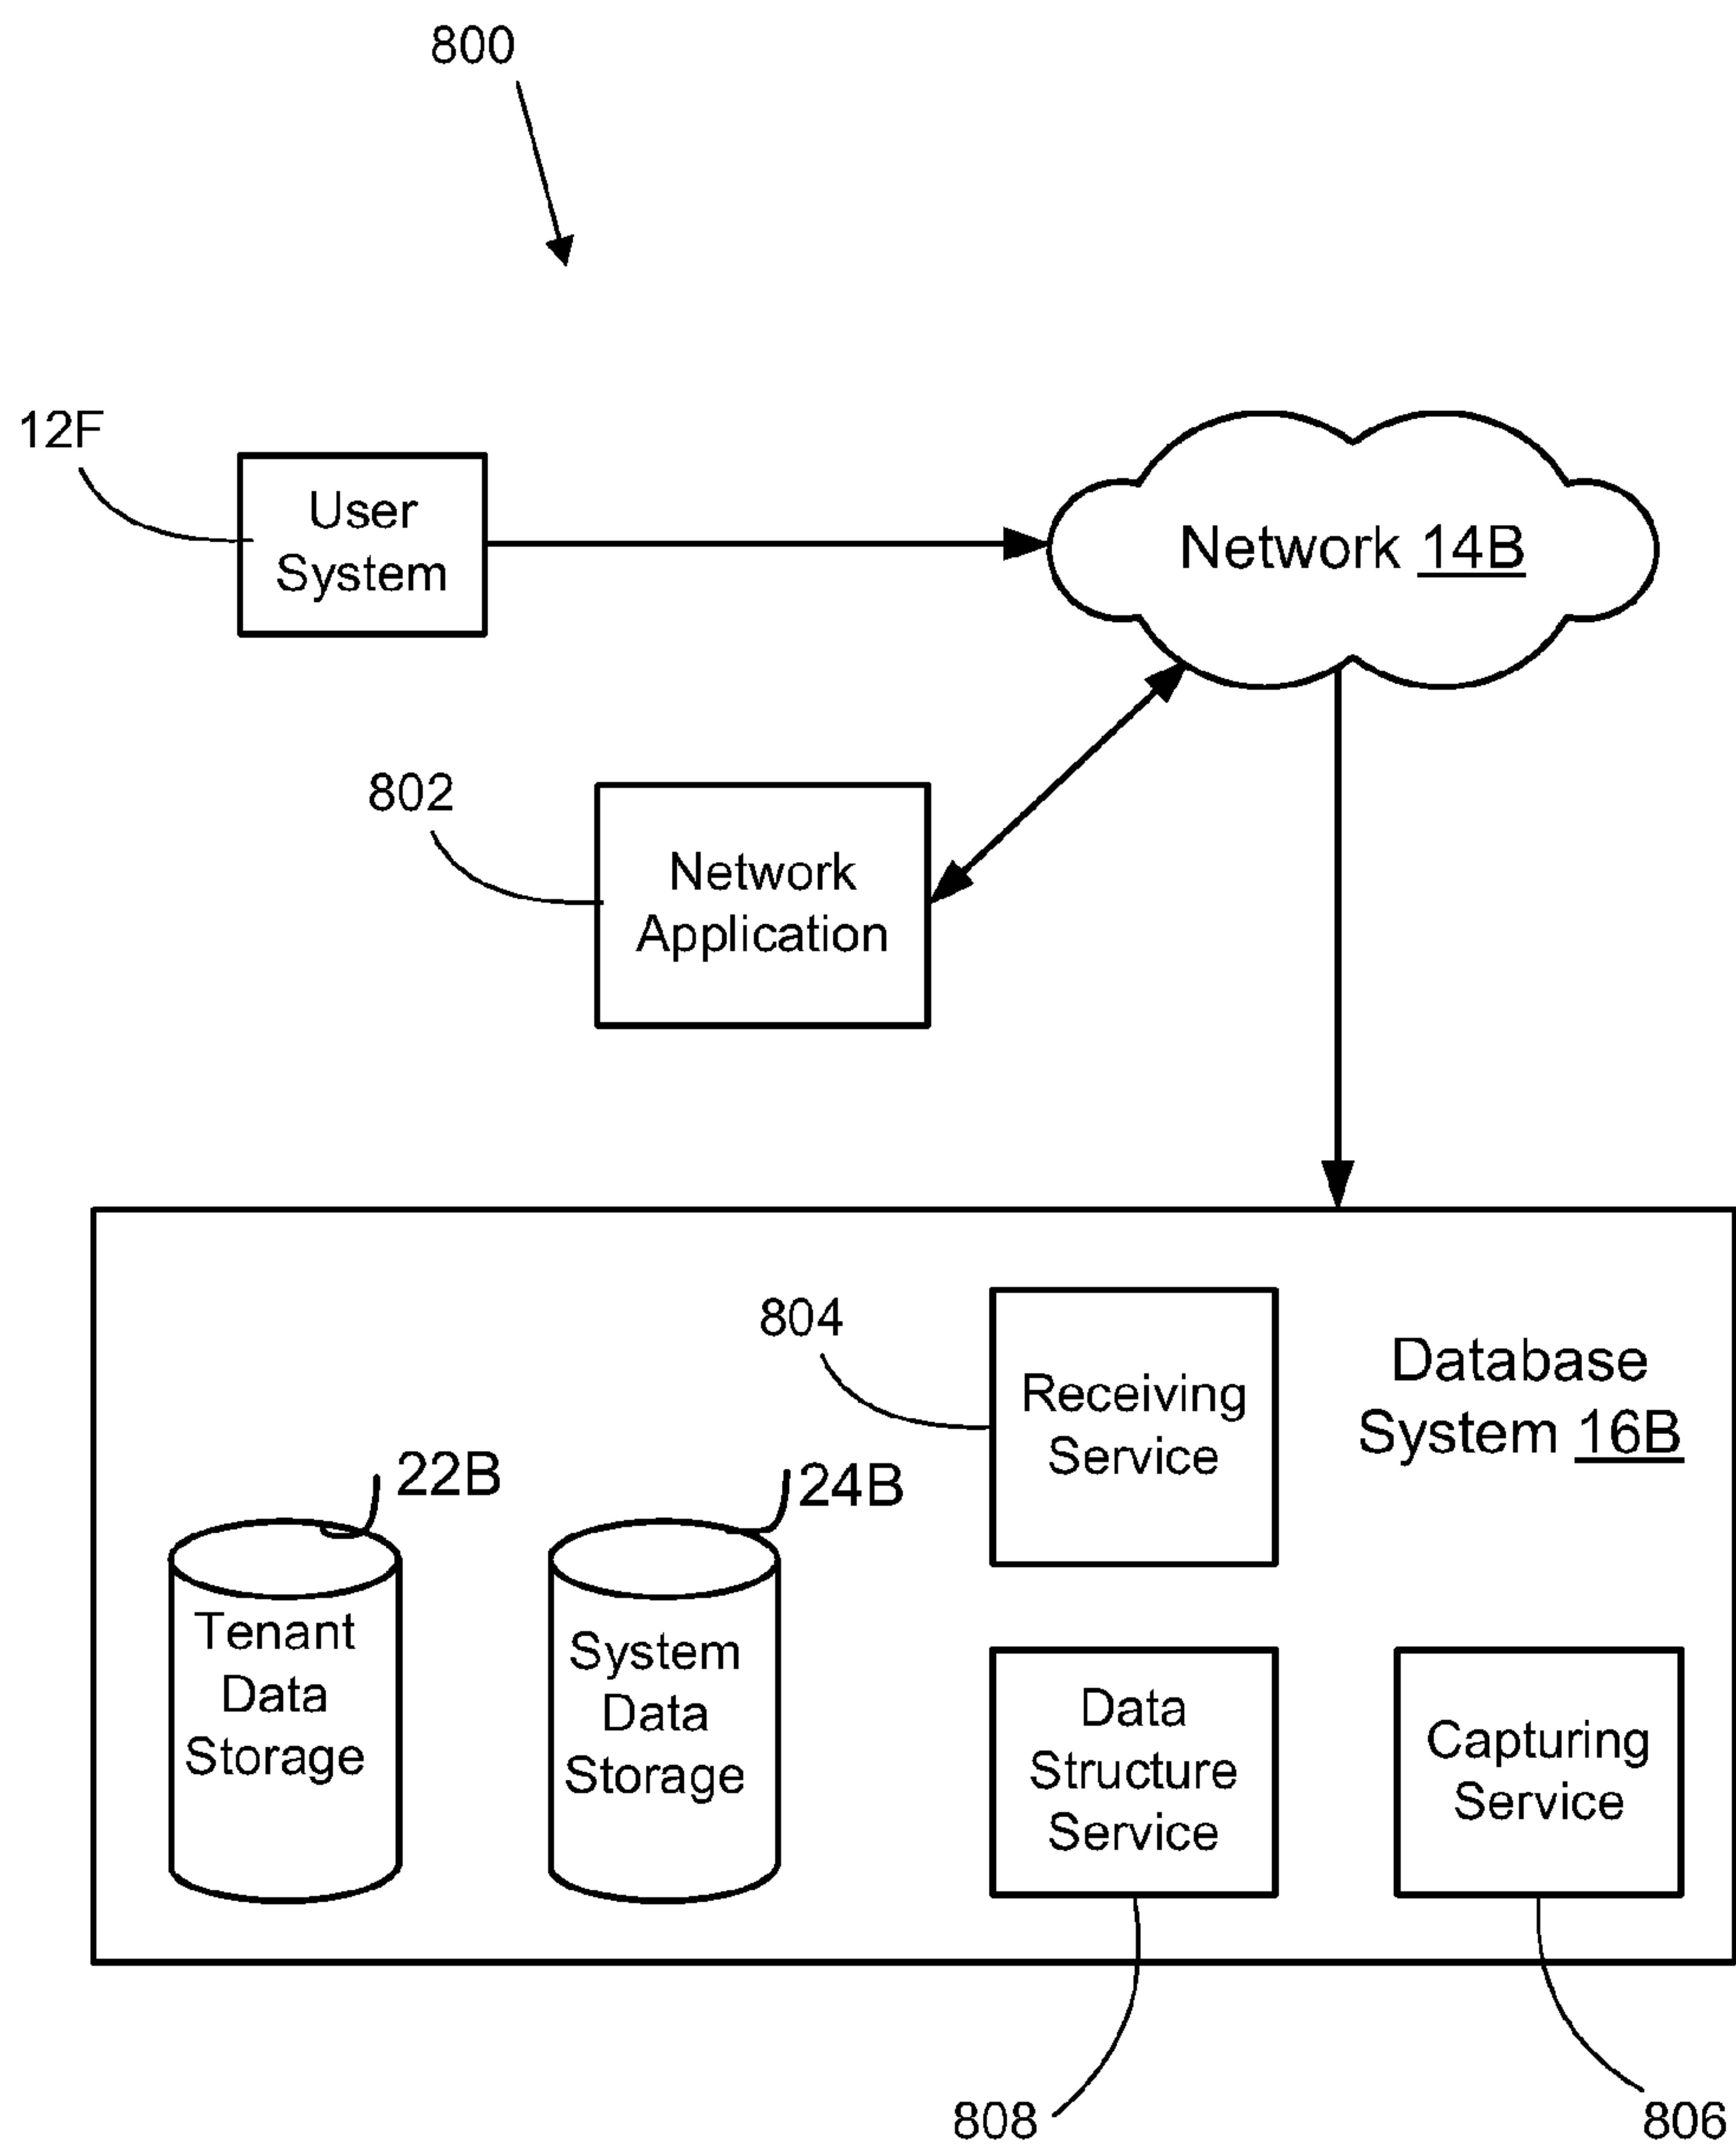 800
12F
User
System
Network 14B
802
Network
Application
804
Receiving
Service
Database
System 16B
22B
24B
Tenant
Data
Storage
System
Data
Storage
Data
Structure
Service
Capturing
Service
808
806